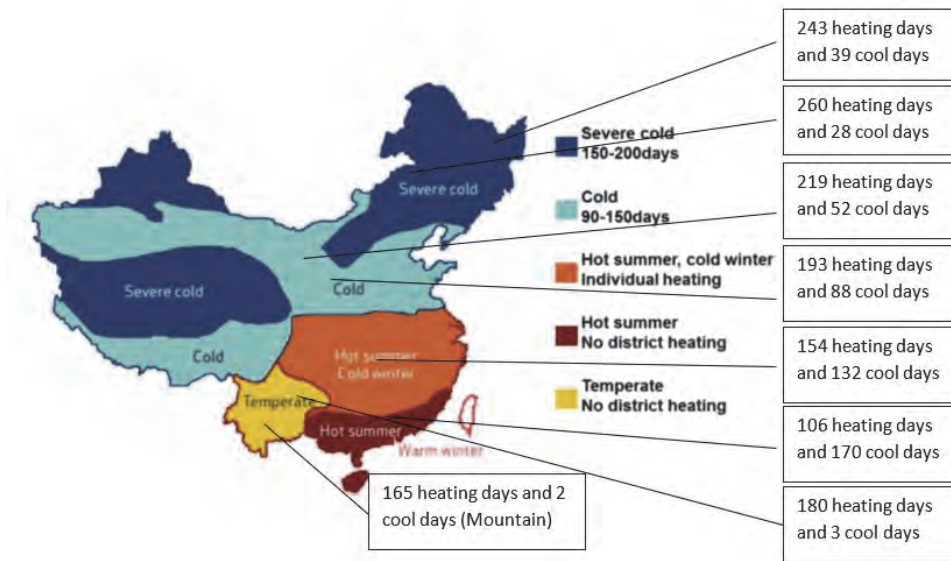 243 heating days
and 39 cool days
260 heating days
and 28 cool days
219 heating days
and 52 cool days
193 heating days
and 88 cool days
154 heating days
and 132 cool days
106 heating days
and 170 cool days
180 heating days
and 3 cool days
165 heating days and 2
cool days (Mountain)
Severe cold
150-200days
Cold
90-150days
Hot summer, cold winter
Individual heating
Hot summer
No district heating
Temperate
No district heating
Severe cold
Severe cold
Cold
Cold
Hot summer
Cold winter
Temperate
Hot summer
Warm winter